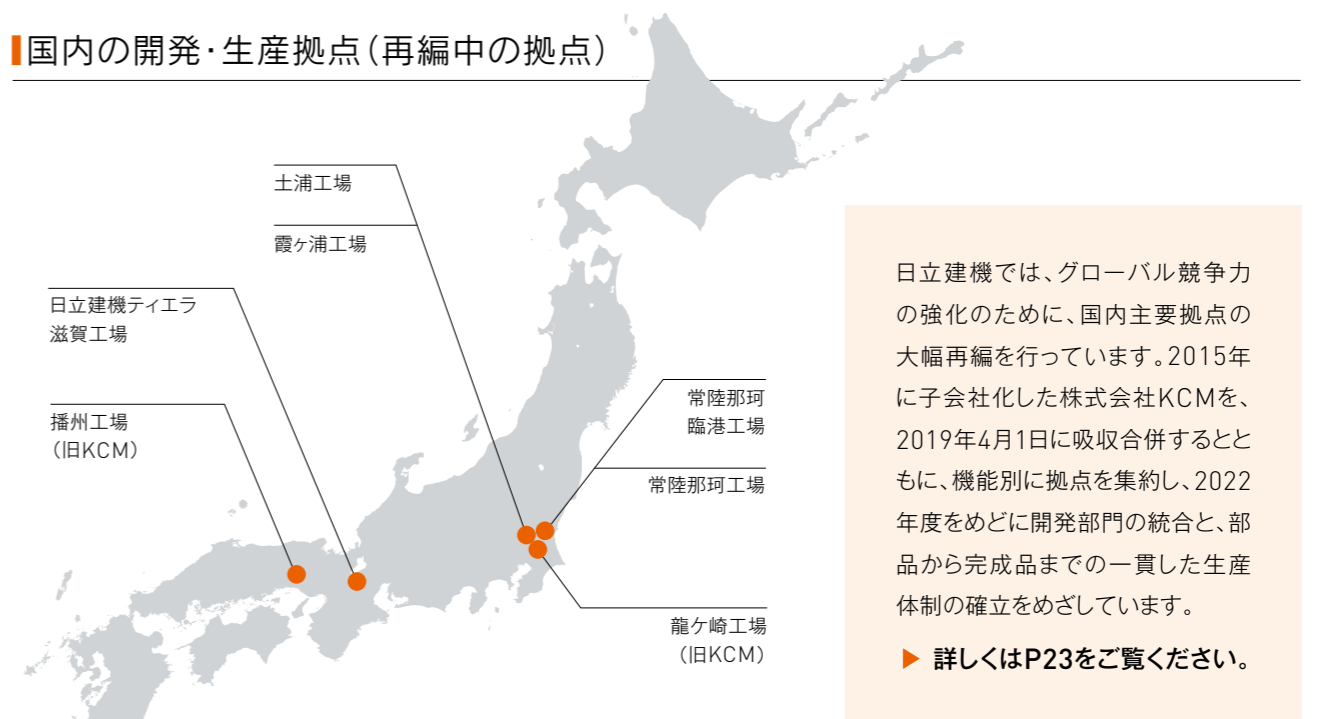 国内の開発・生産拠点（再編中の拠点）
土浦工場
霞ヶ浦工場
日立建機ティエラ
滋賀工場
播州工場
（旧KCM）
常陸那珂
臨港工場
常陸那珂工場
龍ケ崎工場
（旧KCM）
日立建機では、グローバル競争力
の強化のために、国内主要拠点の
大幅再編を行っています。2015年
に子会社化した株式会社KCMを、
2019年4月1日に吸収合併するとと
もに、機能別に拠点を集約し、2022
年度をめどに開発部門の統合と、部
品から完成品までの一貫した生産
体制の確立をめざしています。
▶ 詳しくはP23をご覧ください。